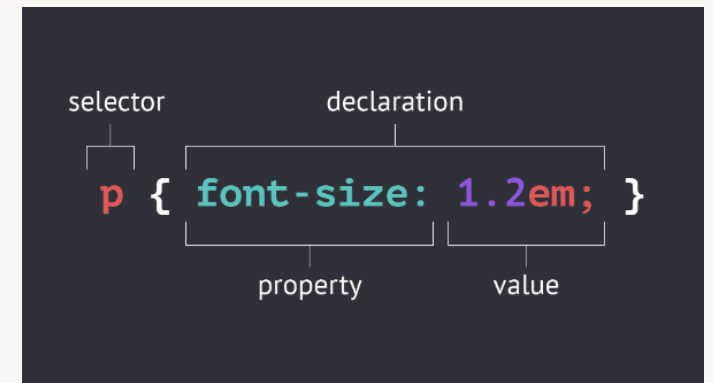 selector declaration
p { font-size: 1.2em; }
property value